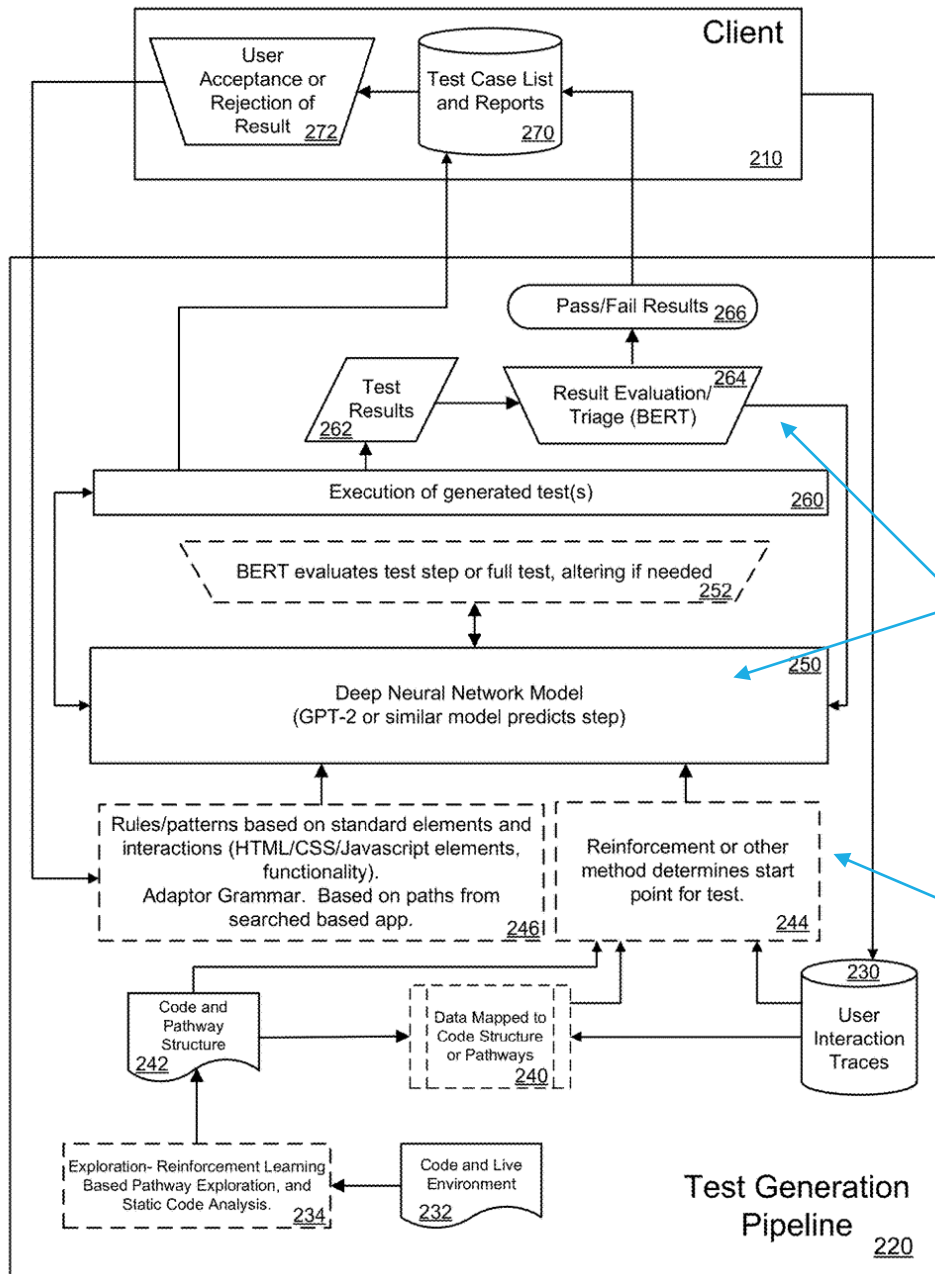 Client
User
Acceptance or
Rejection of
Result
272
Test Case List
and Reports
270
210
Pass/Fail Results
266
Test
Results
262
264
Result Evaluation/
Triage (BERT)
Execution of generated test(s)
260
BERT evaluates test step or full test, altering if needed
252
250
Deep Neural Network Model
(GPT-2 or similar model predicts step)
Rules/patterns based on standard elements and
interactions (HTML/CSS/Javascript elements,
functionality).
Adaptor Grammar. Based on paths from
searched based app.
246
Reinforcement or other
method determines start
point for test.
244
230
User
Interaction
Traces
Code and
Pathway
Structure
242
Data Mapped to
Code Structure
or Pathways
240
Exploration- Reinforcement Learning
Based Pathway Exploration, and
Static Code Analysis.
234
Code and Live
Environment
232
Test Generation
Pipeline
220